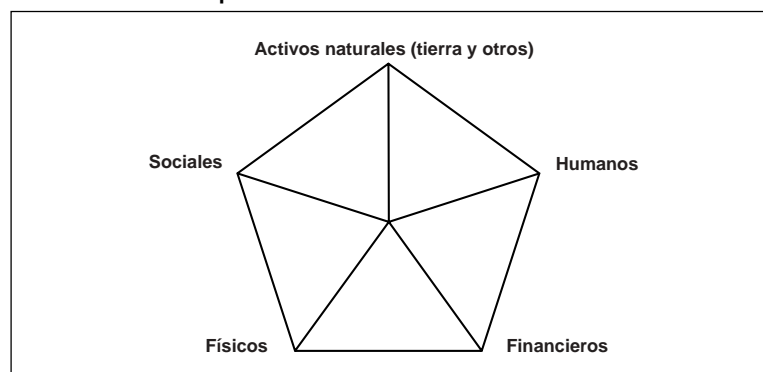 Activos naturales (tierra y otros)
Sociales
Humanos
Físicos
Financieros